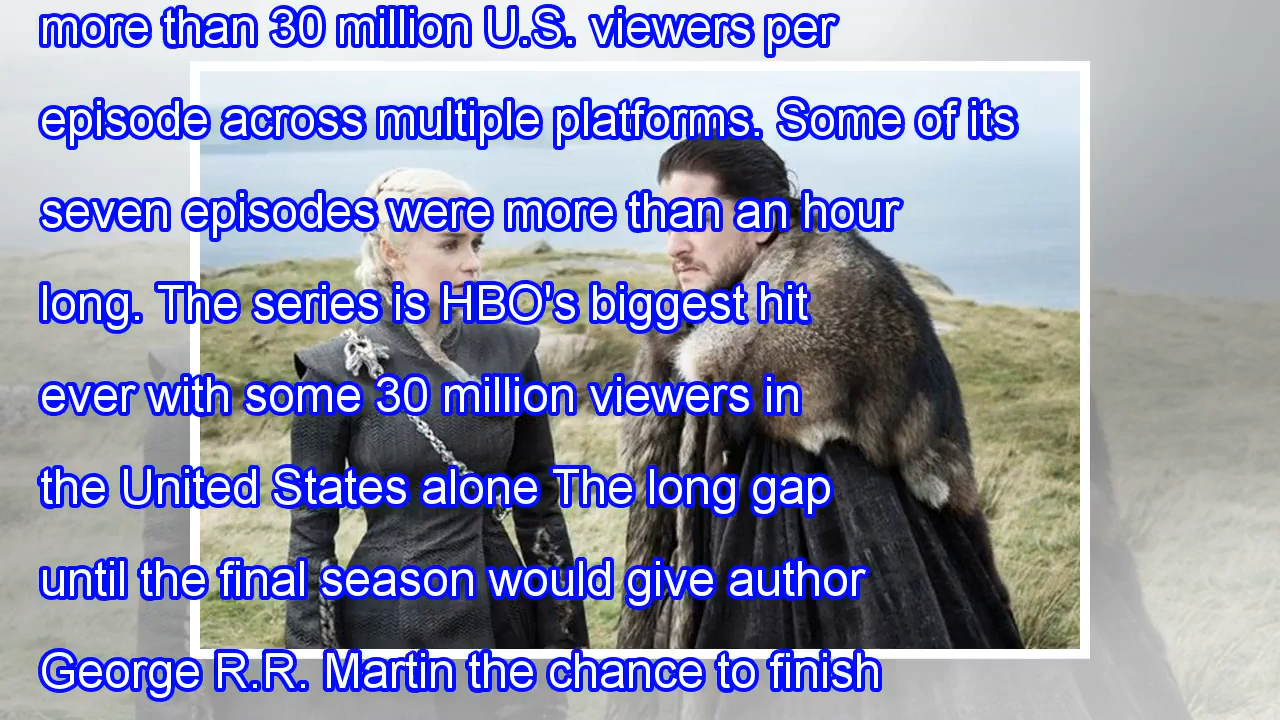 more than 30 million U.S. viewers per
episode across multiple platforms. Some of its
seven episodes were more than an hour
long. The series is HBO's biggest hit
ever with some 30 million viewers in
the United States alone The long gap
until the final season would give author
George R.R. Martin the chance to finish